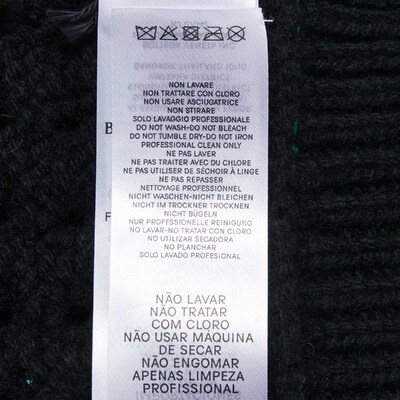 NON LAVARE
NON TRATTARE CON CLORO
NON USARE ASCIUGATRICE
NON STIRARE
SOLO LAVAGGIO PROFESSIONALE
DO NOT WASH-DO NOT BLEACH
DO NOT TUMBLE DRY-DO NOT IRON
PROFESSIONAL CLEAN ONLY
NE PAS LAVER
NE PAS TRAITER AVEC DU CHLORE
NE PAS UTILISER DE SÉCHOIR À LINGE
NE PAS REPASSER
NETTOYAGE PROFESSIONNEL
NICHT WASCHEN-NICHT BLEICHEN
NICHT IM TROCKNER TROCKNEN
NICHT BÜGELN
NUR PROFESSIONELLE REINIGUNG
NO LAVAR-NO TRATAR CON CLORO
NO UTILIZAR SECADORA
NO PLANCHAR
SOLO LAVADO PROFESIONAL
NÃO LAVAR
NÃO TRATAR
COM CLORO
NÃO USAR MÁQUINA
DE SECAR
NÃO ENGOMAR
APENAS LIMPEZA
PROFISSIONAL